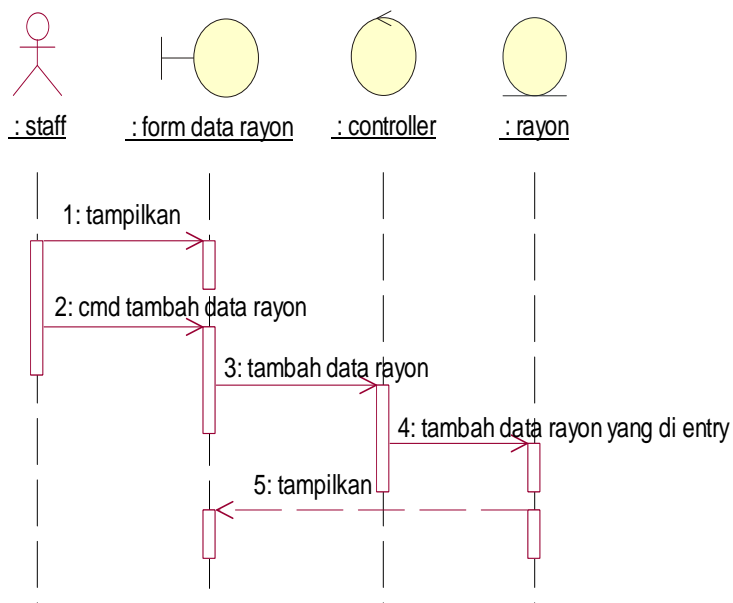 : staff
: form data rayon
: controller
: rayon
1: tampilkan
2: cmd tambah data rayon
3: tambah data rayon
4: tambah data rayon yang di entry
5: tampilkan